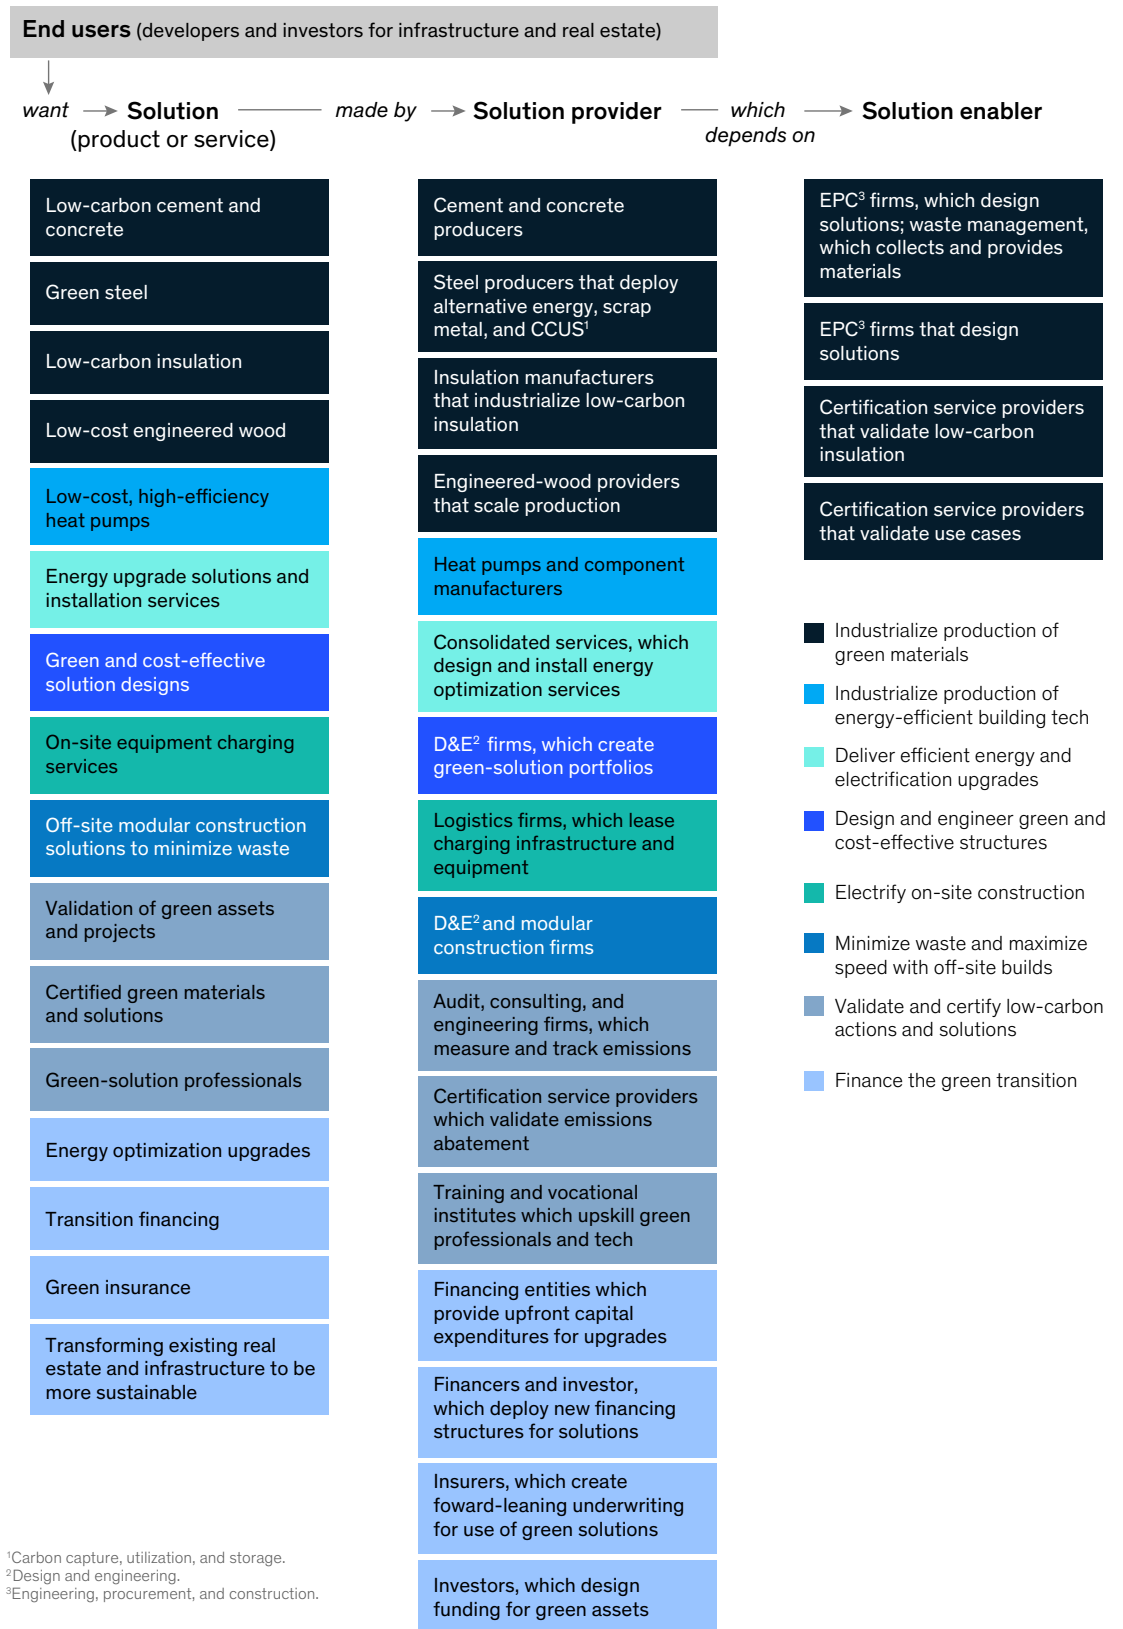 End users (developers and investors for infrastructure and real estate)
want Solution made by Solution provider which Solution enabler
(product or service) depends on
Low-carbon cement and
concrete
Green steel
Low-carbon insulation
Low-cost engineered wood
Low-cost, high-efficiency
heat pumps
Energy upgrade solutions and
installation services
Green and cost-effective
solution designs
On-site equipment charging
services
Off-site modular construction
solutions to minimize waste
Validation of green assets
and projects
Certified green materials
and solutions
Green-solution professionals
Energy optimization upgrades
Transition financing
Green insurance
Transforming existing real
estate and infrastructure to be
more sustainable
Cement and concrete
producers
Steel producers that deploy
alternative energy, scrap
metal, and CCUS¹
Insulation manufacturers
that industrialize low-carbon
insulation
Engineered-wood providers
that scale production
Heat pumps and component
manufacturers
Consolidated services, which
design and install energy
optimization services
D&E² firms, which create
green-solution portfolios
Logistics firms, which lease
charging infrastructure and
equipment
D&E² and modular
construction firms
Audit, consulting, and
engineering firms, which
measure and track emissions
Certification service providers
which validate emissions
abatement
Training and vocational
institutes which upskill green
professionals and tech
Financing entities which
provide upfront capital
expenditures for upgrades
Financers and investor,
which deploy new financing
structures for solutions
Insurers, which create
foward-leaning underwriting
for use of green solutions
Investors, which design
funding for green assets
EPC³ firms, which design
solutions; waste management,
which collects and provides
materials
EPC³ firms that design
solutions
Certification service providers
that validate low-carbon
insulation
Certification service providers
that validate use cases
Industrialize production of
green materials
Industrialize production of
energy-efficient building tech
Deliver efficient energy and
electrification upgrades
Design and engineer green and
cost-effective structures
Electrify on-site construction
Minimize waste and maximize
speed with off-site builds
Validate and certify low-carbon
actions and solutions
Finance the green transition
¹Carbon capture, utilization, and storage.
²Design and engineering.
³Engineering, procurement, and construction.